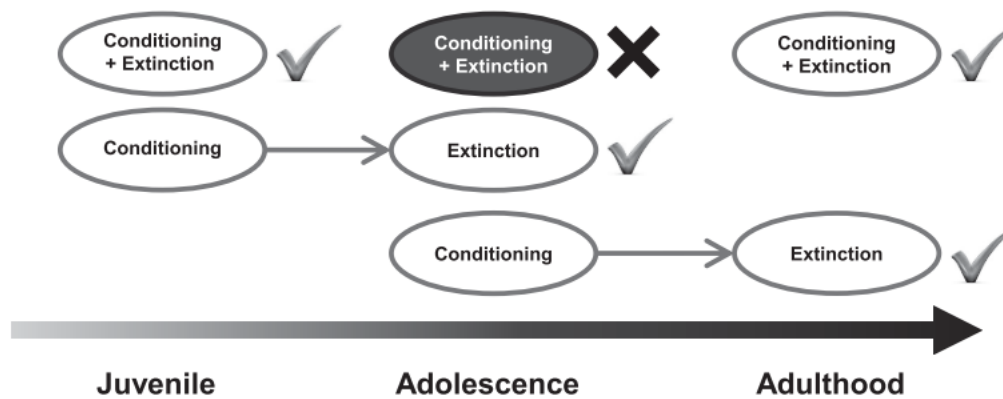 Conditioning
+ Extinction
Conditioning
+ Extinction
Conditioning
+ Extinction
Conditioning
Extinction
Conditioning
Extinction
Juvenile
Adolescence
Adulthood